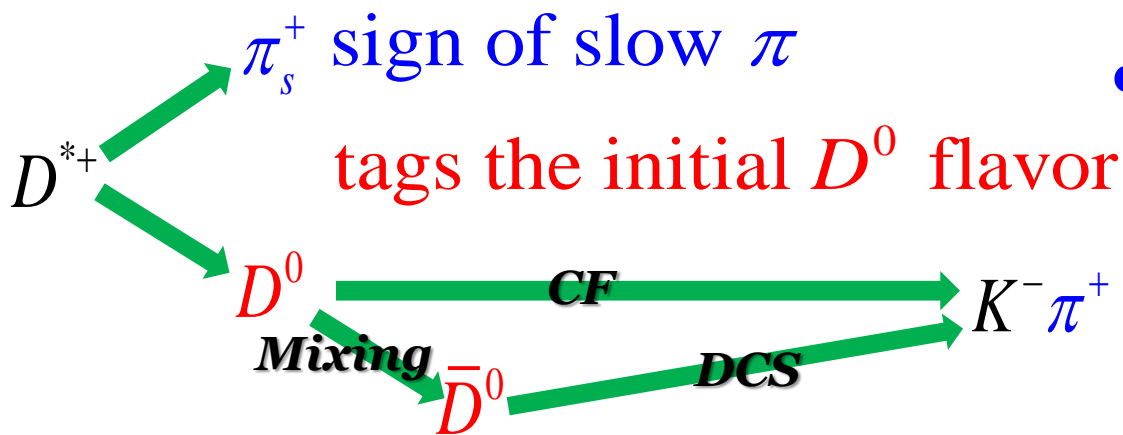 π_s^+ sign of slow π
D^{*+}
tags the initial D^0 flavor
D^0
CF
K^- π^+
Mixing
D̄^0
DCS